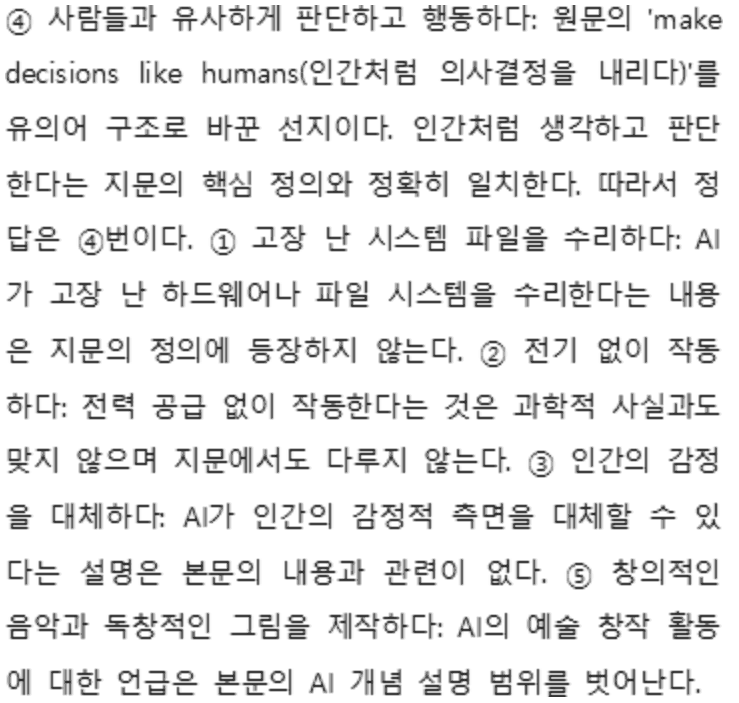 ④ 사람들과 유사하게 판단하고 행동하다: 원문의 'make
decisions like humans(인간처럼 의사결정을 내리다)'를
유의어 구조로 바꾼 선지이다. 인간처럼 생각하고 판단
한다는 지문의 핵심 정의와 정확히 일치한다. 따라서 정
답은 ④번이다. ① 고장 난 시스템 파일을 수리하다: AI
가 고장 난 하드웨어나 파일 시스템을 수리한다는 내용
은 지문의 정의에 등장하지 않는다. ② 전기 없이 작동
하다: 전력 공급 없이 작동한다는 것은 과학적 사실과도
맞지 않으며 지문에서도 다루지 않는다. ③ 인간의 감정
을 대체하다: AI가 인간의 감정적 측면을 대체할 수 있
다는 설명은 본문의 내용과 관련이 없다. ⑤ 창의적인
음악과 독창적인 그림을 제작하다: AI의 예술 창작 활동
에 대한 언급은 본문의 AI 개념 설명 범위를 벗어난다.